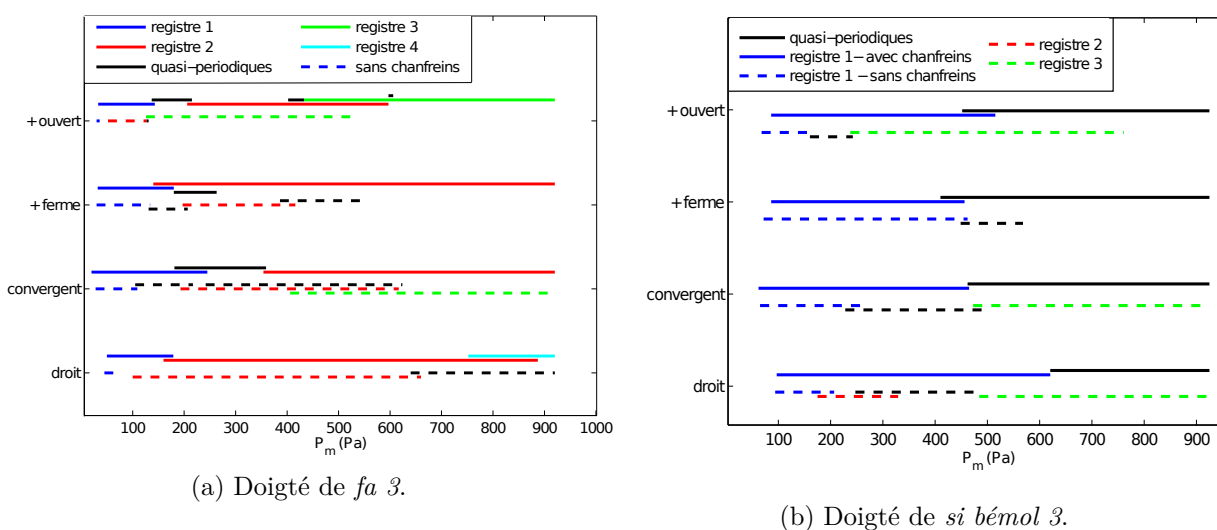 registre 1
registre 2
quasi−periodiques
registre 3
registre 4
sans chanfreins
+ouvert
+ferme
convergent
droit
100 200 300 400 500 600 700 800 900 1000
P_m (Pa)
(a) Doigté de fa 3.
quasi−periodiques
registre 1−avec chanfreins
registre 1−sans chanfreins
registre 2
registre 3
+ouvert
+ferme
convergent
droit
100 200 300 400 500 600 700 800 900
P_m (Pa)
(b) Doigté de si bémol 3.